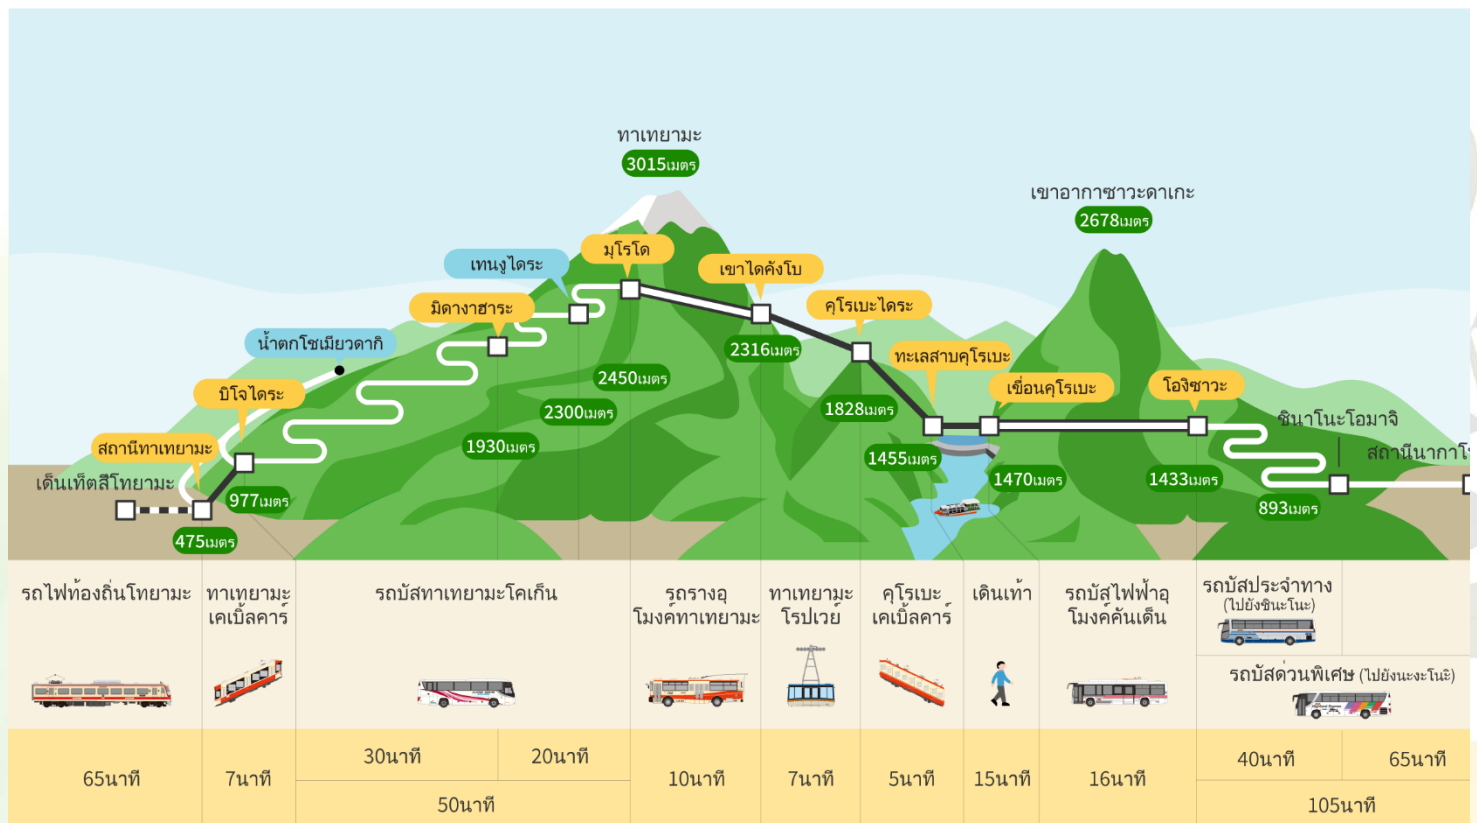 ทาเทยามะ
3015เมตร
เขาอากาซาวะดาเกะ
2678เมตร
มุโรโด
เทนงูไดระ
เขาไดคังโบ
มิดางาฮาระ
คุโรเบะไดระ
น้ำตกโชเมียวดากิ
ทะเลสาบคุโรเบะ
2316เมตร
บิโจไดระ
2450เมตร
เขื่อนคุโรเบะ
โองิซาวะ
2300เมตร
1828เมตร
ชินาโนะโอมาจิ
สถานีทาเทยามะ
1930เมตร
1455เมตร
สถานีนากาโ
เด็นเท็ตสึโทยามะ
977เมตร
1470เมตร
1433เมตร
893เมตร
475เมตร
รถไฟท้องถิ่นโทยามะ
ทาเทยามะ
เคเบิ้ลคาร์
รถบัสทาเทยามะโคเก็น
รถรางอุ
โมงค์ทาเทยามะ
ทาเทยามะ
โรปเวย์
คุโรเบะ
เคเบิ้ลคาร์
เดินเท้า
รถบัสไฟฟ้าอุ
โมงค์คันเด็น
รถบัสประจำทาง
(ไปยังชินะโนะ)
รถบัสด่วนพิเศษ (ไปยังนะงะโนะ)
65นาที
7นาที
30นาที
20นาที
50นาที
10นาที
7นาที
5นาที
15นาที
16นาที
40นาที
65นาที
105นาที